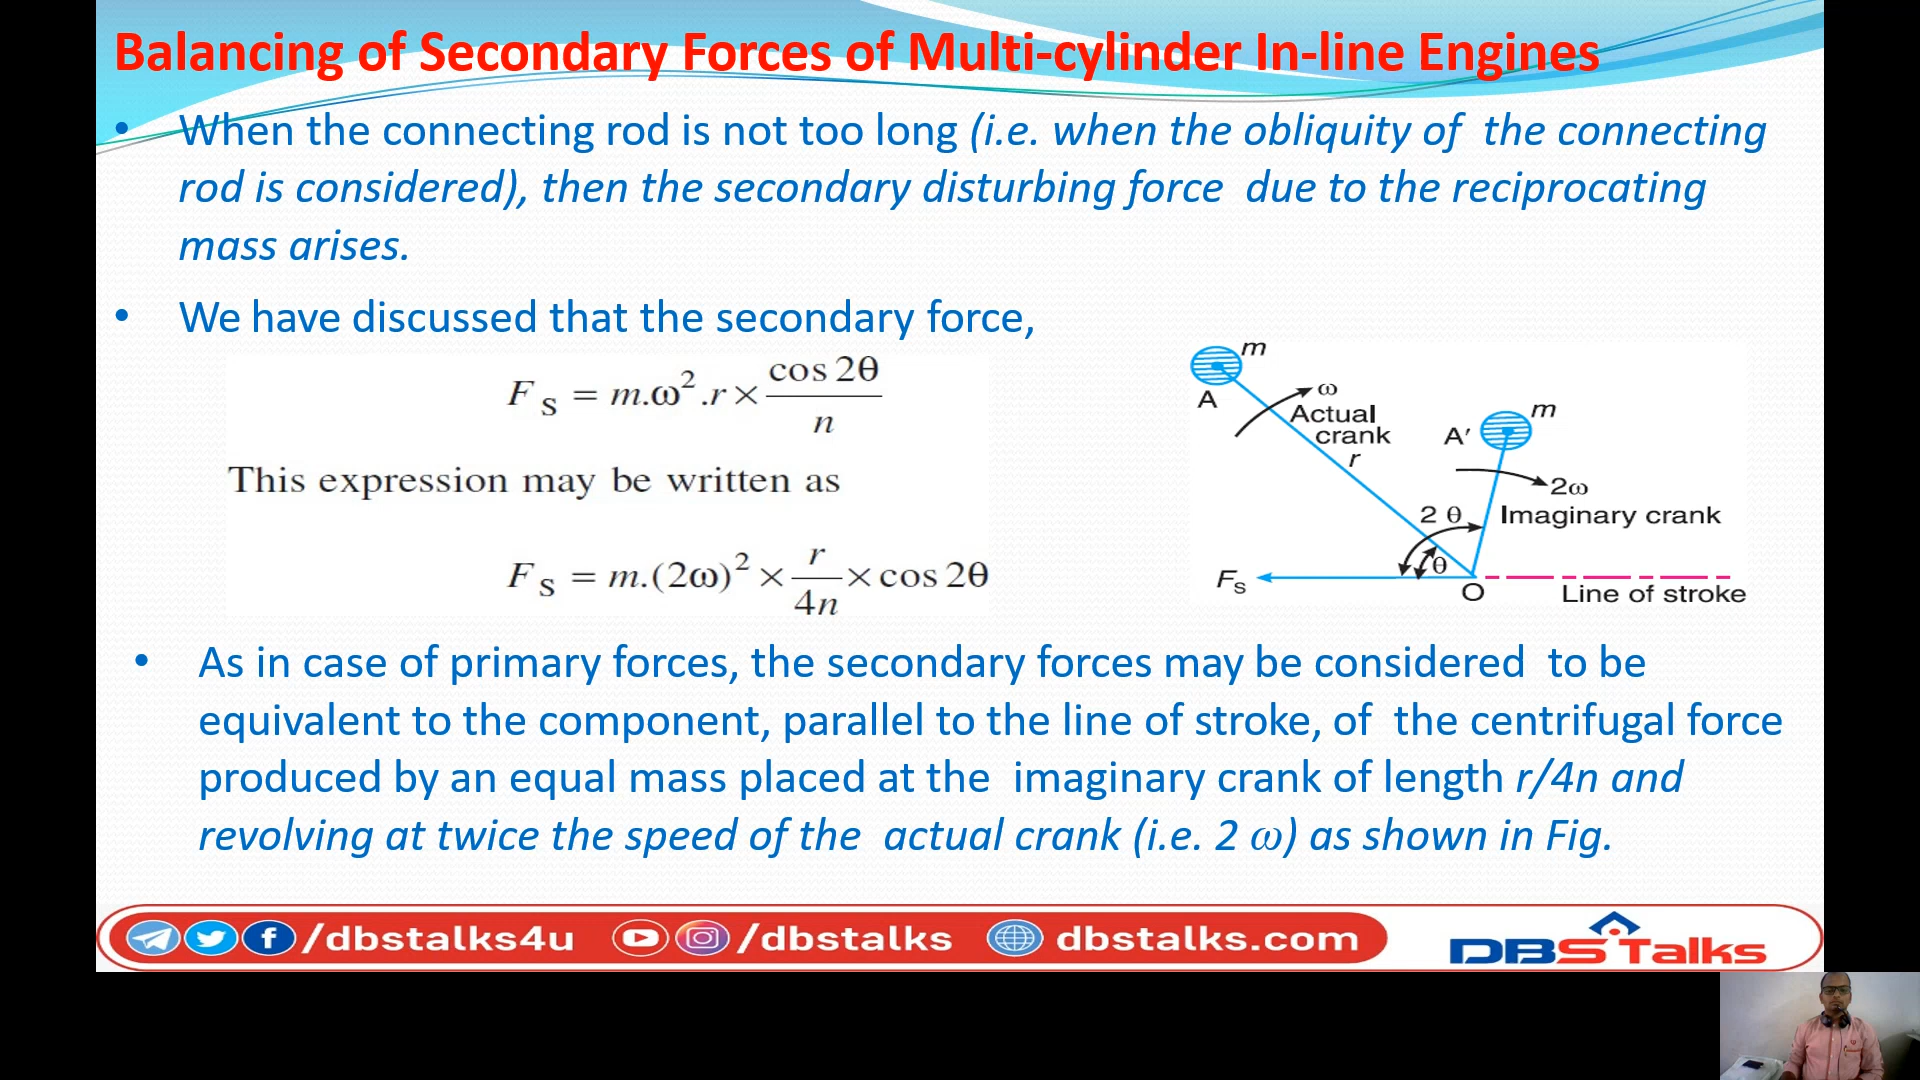 Balancing of Secondary Forces of Multi-cylinder In-line Engines
• When the connecting rod is not too long (i.e. when the obliquity of the connecting
rod is considered), then the secondary disturbing force due to the reciprocating
mass arises.
• We have discussed that the secondary force,
F_S = m.ω².r × cos 2θ / n
This expression may be written as
F_S = m.(2ω)² × r / 4n × cos 2θ
m
A
ω
Actual
crank
r
m
A′
2ω
Imaginary crank
2 θ
θ
F_S
O
Line of stroke
• As in case of primary forces, the secondary forces may be considered to be
equivalent to the component, parallel to the line of stroke, of the centrifugal force
produced by an equal mass placed at the imaginary crank of length r/4n and
revolving at twice the speed of the actual crank (i.e. 2 ω) as shown in Fig.
/dbstalks4u /dbstalks dbstalks.com
DBS Talks